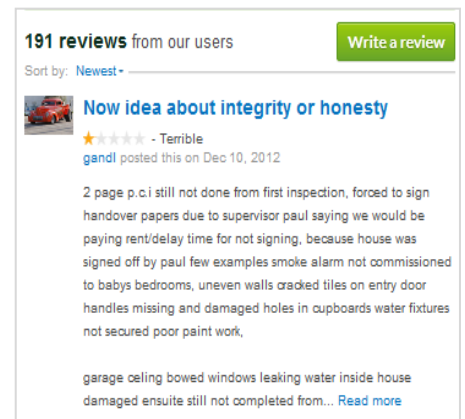 191 reviews from our users
Write a review
Sort by: Newest
Now idea about integrity or honesty
- Terrible
gandl posted this on Dec 10, 2012
2 page p.c.i still not done from first inspection, forced to sign
handover papers due to supervisor paul saying we would be
paying rent/delay time for not signing, because house was
signed off by paul few examples smoke alarm not commissioned
to babys bedrooms, uneven walls cracked tiles on entry door
handles missing and damaged holes in cupboards water fixtures
not secured poor paint work,
garage celing bowed windows leaking water inside house
damaged ensuite still not completed from... Read more